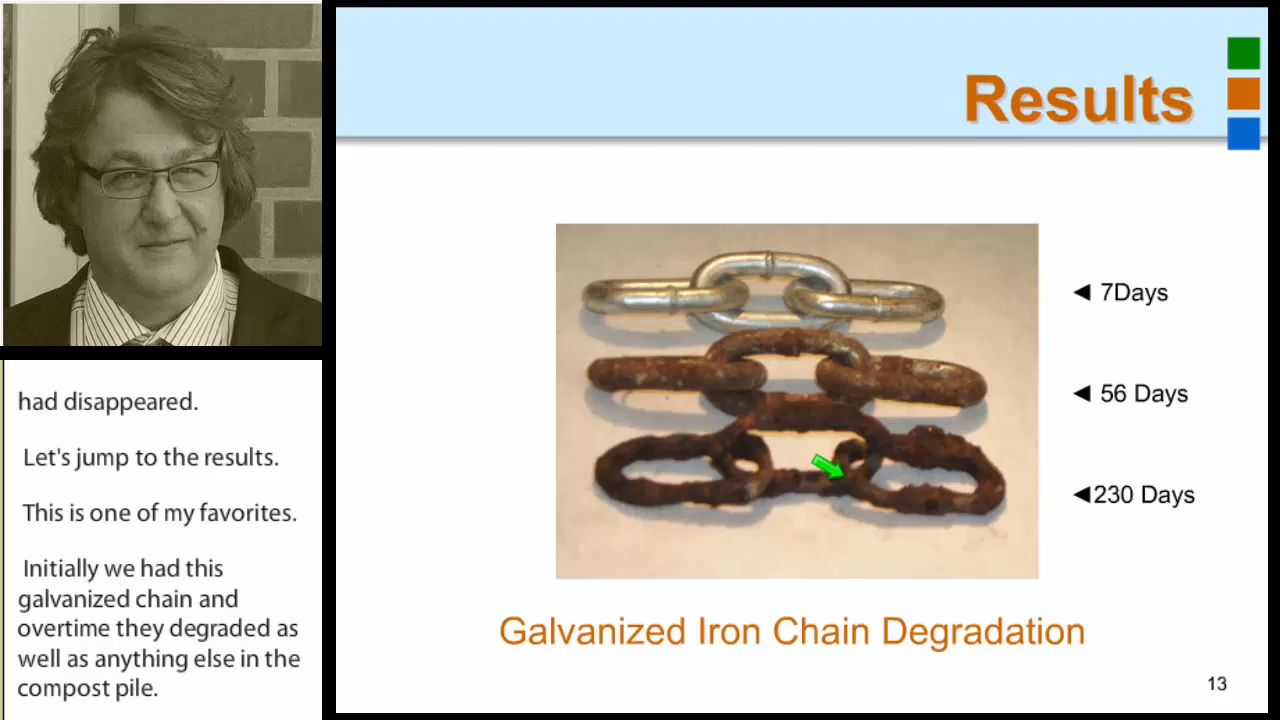 Results
◄ 7Days
◄ 56 Days
◄230 Days
Galvanized Iron Chain Degradation
13
had disappeared.
Let's jump to the results.
This is one of my favorites.
Initially we had this
galvanized chain and
overtime they degraded as
well as anything else in the
compost pile.